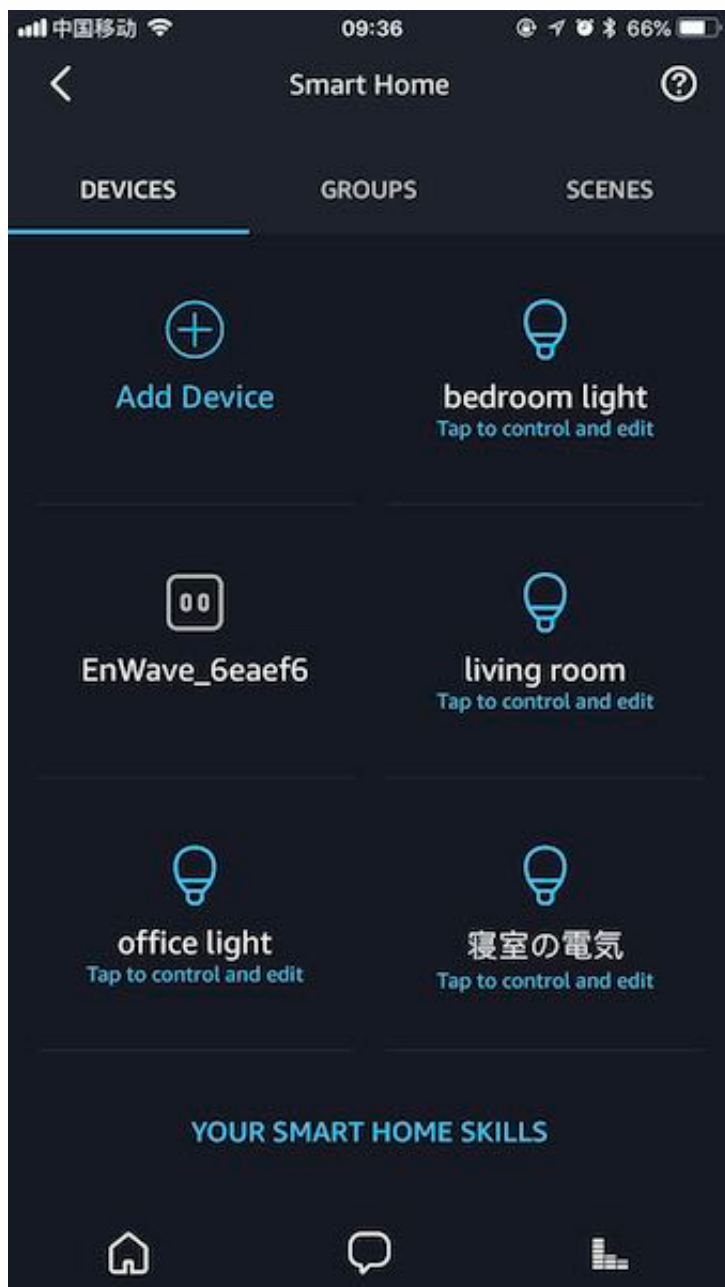 中国移动 09:36 66%
Smart Home
DEVICES GROUPS SCENES
Add Device
bedroom light
Tap to control and edit
EnWave_6eaef6
living room
Tap to control and edit
office light
Tap to control and edit
寝室の電気
Tap to control and edit
YOUR SMART HOME SKILLS